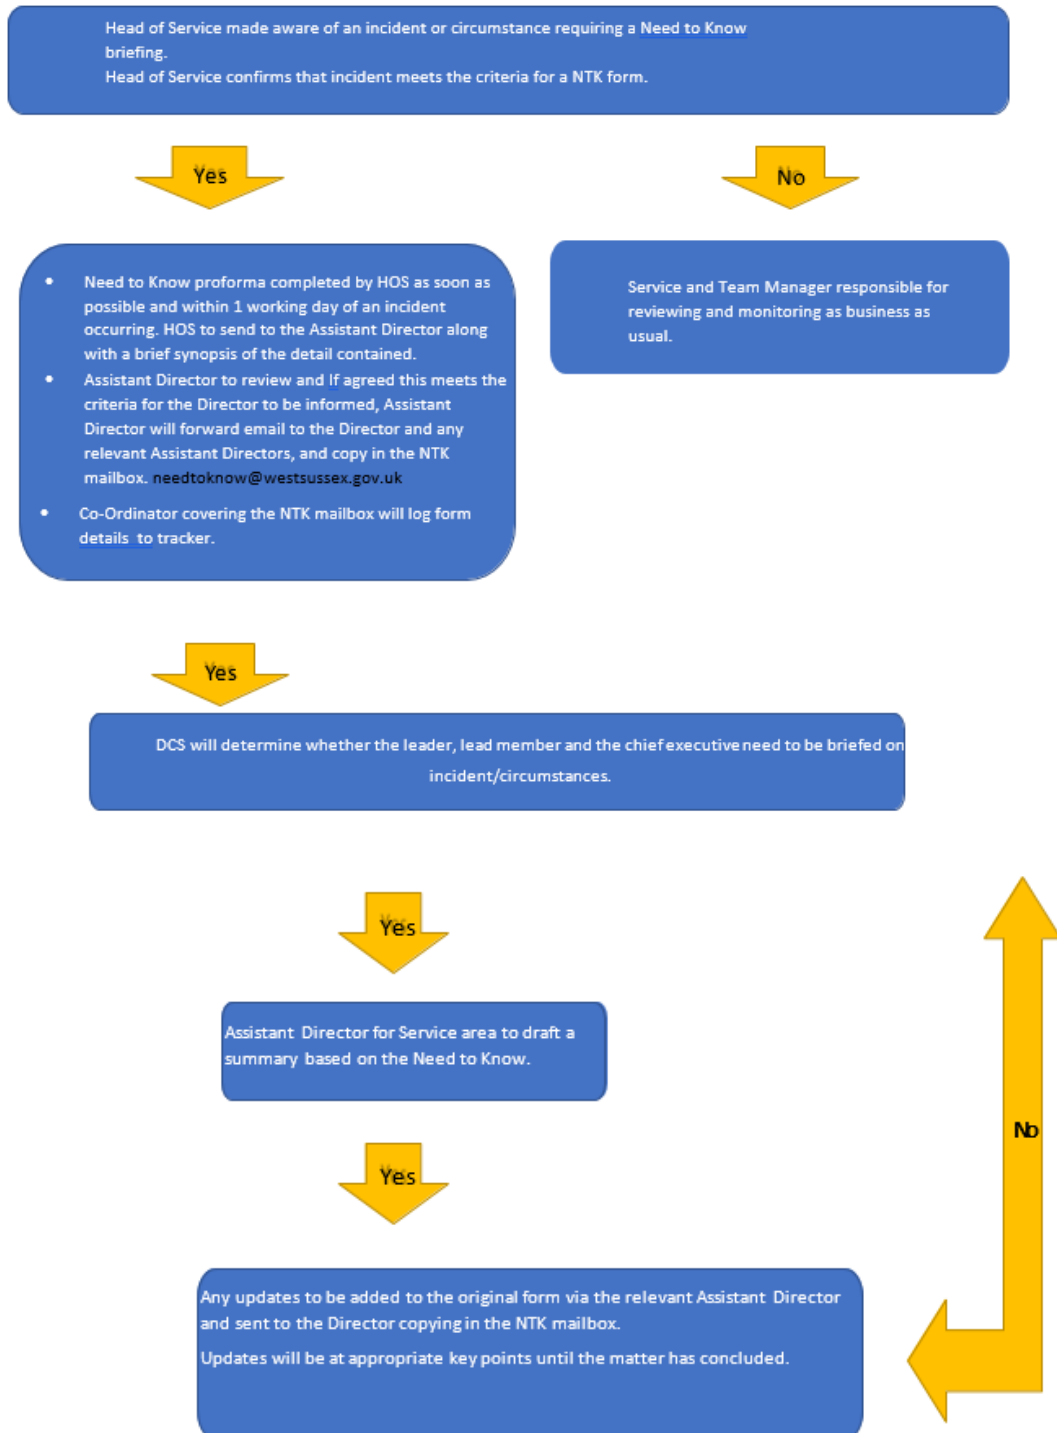 Head of Service made aware of an incident or circumstance requiring a Need to Know
briefing.
Head of Service confirms that incident meets the criteria for a NTK form.
Yes
No
• Need to Know proforma completed by HOS as soon as
possible and within 1 working day of an incident
occurring. HOS to send to the Assistant Director along
with a brief synopsis of the detail contained.
• Assistant Director to review and If agreed this meets the
criteria for the Director to be informed, Assistant
Director will forward email to the Director and any
relevant Assistant Directors, and copy in the NTK
mailbox. needtoknow@westsussex.gov.uk
• Co-Ordinator covering the NTK mailbox will log form
details to tracker.
Service and Team Manager responsible for
reviewing and monitoring as business as
usual.
Yes
DCS will determine whether the leader, lead member and the chief executive need to be briefed on
incident/circumstances.
Yes
Assistant Director for Service area to draft a
summary based on the Need to Know.
No
Yes
Any updates to be added to the original form via the relevant Assistant Director
and sent to the Director copying in the NTK mailbox.
Updates will be at appropriate key points until the matter has concluded.